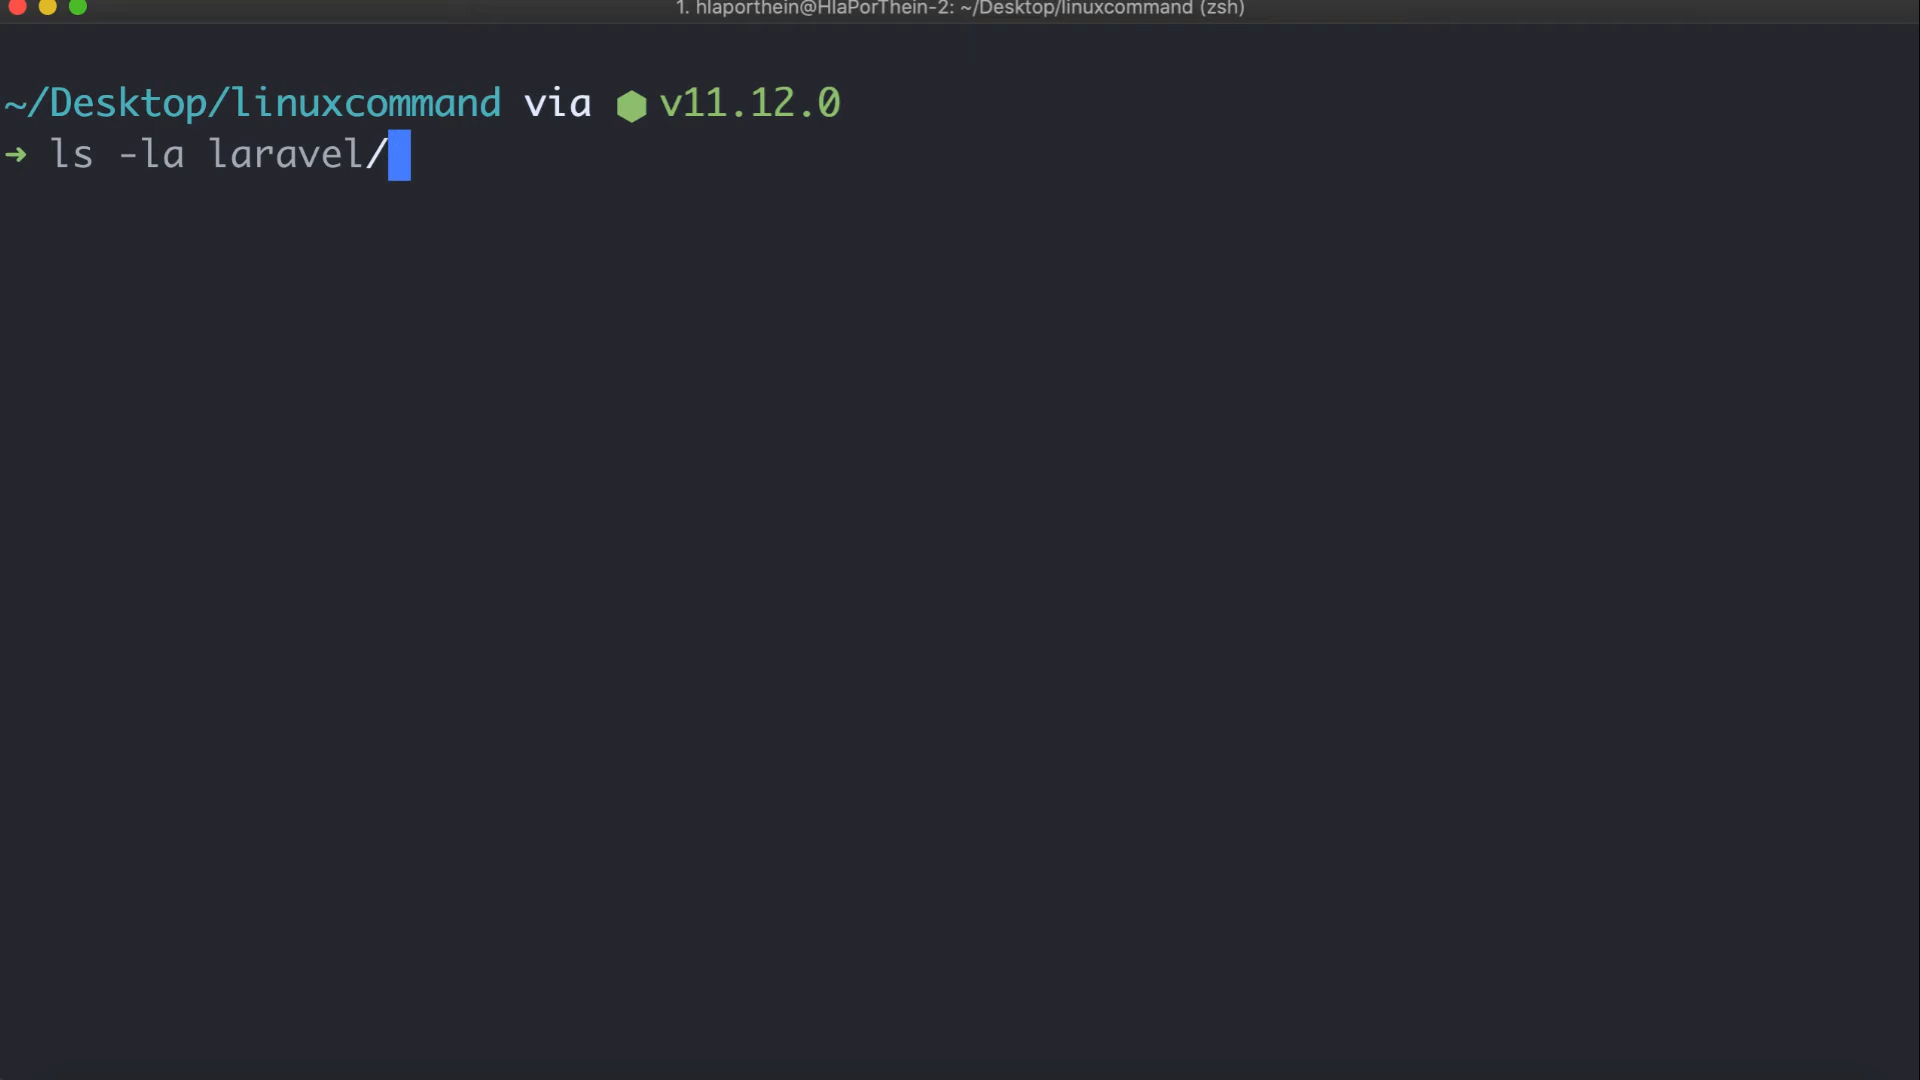 1. hlaporthein@HlaPorThein-2: ~/Desktop/linuxcommand (zsh)
~/Desktop/linuxcommand via ⬢ v11.12.0
➜ ls -la laravel/